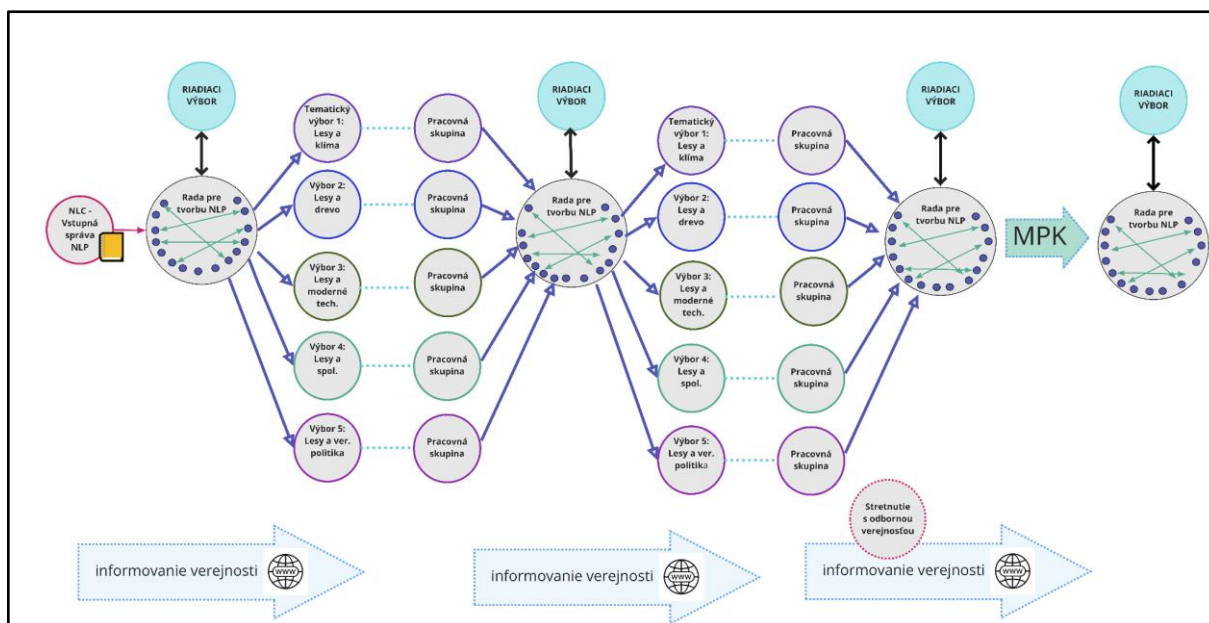 RIADIACI
VÝBOR
RIADIACI
VÝBOR
RIADIACI
VÝBOR
RIADIACI
VÝBOR
NLC -
Vstupná
správa
NLP
Rada pre
tvorbu NLP
Tematický
výbor 1:
Lesy a
klíma
Pracovná
skupina
Výbor 2:
Lesy a
drevo
Pracovná
skupina
Výbor 3:
Lesy a
moderné
tech.
Pracovná
skupina
Výbor 4:
Lesy a
spol.
Pracovná
skupina
Výbor 5:
Lesy a ver.
politika
Pracovná
skupina
Rada pre
tvorbu NLP
Tematický
výbor 1:
Lesy a
klíma
Pracovná
skupina
Výbor 2:
Lesy a
drevo
Pracovná
skupina
Výbor 3:
Lesy a
moderné
tech.
Pracovná
skupina
Výbor 4:
Lesy a
spol.
Pracovná
skupina
Výbor 5:
Lesy a ver.
politika
Pracovná
skupina
Rada pre
tvorbu NLP
MPK
Rada pre
tvorbu NLP
Stretnutie
s odbornou
verejnosťou
informovanie verejnosti
WWW
informovanie verejnosti
WWW
informovanie verejnosti
WWW